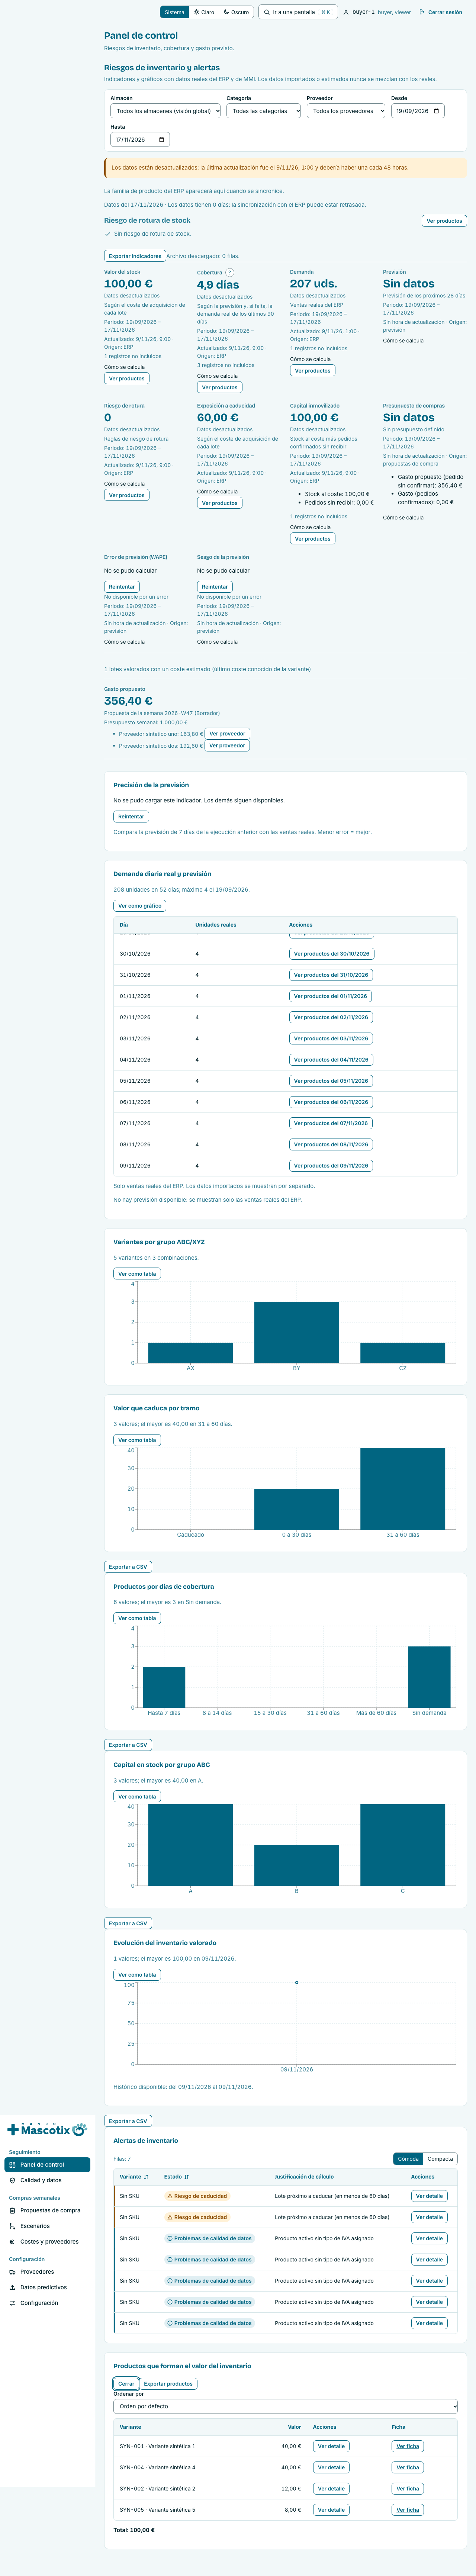 Sistema Claro Oscuro Ir a una pantalla ⌘ K buyer-1 buyer, viewer Cerrar sesión
Panel de control
Riesgos de inventario, cobertura y gasto previsto.
Riesgos de inventario y alertas
Indicadores y gráficos con datos reales del ERP y de MMI. Los datos importados o estimados nunca se mezclan con los reales.
Almacén Categoría Proveedor Desde
Todos los almacenes (visión global) Todas las categorías Todos los proveedores 19/09/2026
Hasta
17/11/2026
Los datos están desactualizados: la última actualización fue el 9/11/26, 1:00 y debería haber una cada 48 horas.
La familia de producto del ERP aparecerá aquí cuando se sincronice.
Datos del 17/11/2026 · Los datos tienen 0 días: la sincronización con el ERP puede estar retrasada.
Riesgo de rotura de stock
Ver productos
Sin riesgo de rotura de stock.
Exportar indicadores Archivo descargado: 0 filas.
Valor del stock
100,00 €
Datos desactualizados
Según el coste de adquisición de
cada lote
Periodo: 19/09/2026 –
17/11/2026
Actualizado: 9/11/26, 9:00 ·
Origen: ERP
1 registros no incluidos
Cómo se calcula
Ver productos
Cobertura ?
4,9 días
Datos desactualizados
Según la previsión y, si falta, la
demanda real de los últimos 90
días
Periodo: 19/09/2026 –
17/11/2026
Actualizado: 9/11/26, 9:00 ·
Origen: ERP
3 registros no incluidos
Cómo se calcula
Ver productos
Demanda
207 uds.
Datos desactualizados
Ventas reales del ERP
Periodo: 19/09/2026 –
17/11/2026
Actualizado: 9/11/26, 1:00 ·
Origen: ERP
1 registros no incluidos
Cómo se calcula
Ver productos
Previsión
Sin datos
Previsión de los próximos 28 días
Periodo: 19/09/2026 –
17/11/2026
Sin hora de actualización · Origen:
previsión
Cómo se calcula
Riesgo de rotura
0
Datos desactualizados
Reglas de riesgo de rotura
Periodo: 19/09/2026 –
17/11/2026
Actualizado: 9/11/26, 9:00 ·
Origen: ERP
Cómo se calcula
Ver productos
Exposición a caducidad
60,00 €
Datos desactualizados
Según el coste de adquisición de
cada lote
Periodo: 19/09/2026 –
17/11/2026
Actualizado: 9/11/26, 9:00 ·
Origen: ERP
Cómo se calcula
Ver productos
Capital inmovilizado
100,00 €
Datos desactualizados
Stock al coste más pedidos
confirmados sin recibir
Periodo: 19/09/2026 –
17/11/2026
Actualizado: 9/11/26, 9:00 ·
Origen: ERP
• Stock al coste: 100,00 €
• Pedidos sin recibir: 0,00 €
1 registros no incluidos
Cómo se calcula
Ver productos
Presupuesto de compras
Sin datos
Sin presupuesto definido
Periodo: 19/09/2026 –
17/11/2026
Sin hora de actualización · Origen:
propuestas de compra
• Gasto propuesto (pedido
sin confirmar): 356,40 €
• Gasto (pedidos
confirmados): 0,00 €
Cómo se calcula
Error de previsión (WAPE)
No se pudo calcular
Reintentar
No disponible por un error
Periodo: 19/09/2026 –
17/11/2026
Sin hora de actualización · Origen:
previsión
Cómo se calcula
Sesgo de la previsión
No se pudo calcular
Reintentar
No disponible por un error
Periodo: 19/09/2026 –
17/11/2026
Sin hora de actualización · Origen:
previsión
Cómo se calcula
1 lotes valorados con un coste estimado (último coste conocido de la variante)
Gasto propuesto
356,40 €
Propuesta de la semana 2026-W47 (Borrador)
Presupuesto semanal: 1.000,00 €
• Proveedor sintetico uno: 163,80 € Ver proveedor
• Proveedor sintetico dos: 192,60 € Ver proveedor
Precisión de la previsión
No se pudo cargar este indicador. Los demás siguen disponibles.
Reintentar
Compara la previsión de 7 días de la ejecución anterior con las ventas reales. Menor error = mejor.
Demanda diaria real y previsión
208 unidades en 52 días; máximo 4 el 19/09/2026.
Ver como gráfico
Día Unidades reales Acciones
30/10/2026 4 Ver productos del 30/10/2026
31/10/2026 4 Ver productos del 31/10/2026
01/11/2026 4 Ver productos del 01/11/2026
02/11/2026 4 Ver productos del 02/11/2026
03/11/2026 4 Ver productos del 03/11/2026
04/11/2026 4 Ver productos del 04/11/2026
05/11/2026 4 Ver productos del 05/11/2026
06/11/2026 4 Ver productos del 06/11/2026
07/11/2026 4 Ver productos del 07/11/2026
08/11/2026 4 Ver productos del 08/11/2026
09/11/2026 4 Ver productos del 09/11/2026
Solo ventas reales del ERP. Los datos importados se muestran por separado.
No hay previsión disponible: se muestran solo las ventas reales del ERP.
Variantes por grupo ABC/XYZ
5 variantes en 3 combinaciones.
Ver como tabla
4
3
2
1
0
AX BY CZ
Valor que caduca por tramo
3 valores; el mayor es 40,00 en 31 a 60 días.
Ver como tabla
40
30
20
10
0
Caducado 0 a 30 días 31 a 60 días
Exportar a CSV
Productos por días de cobertura
6 valores; el mayor es 3 en Sin demanda.
Ver como tabla
4
3
2
1
0
Hasta 7 días 8 a 14 días 15 a 30 días 31 a 60 días Más de 60 días Sin demanda
Exportar a CSV
Capital en stock por grupo ABC
3 valores; el mayor es 40,00 en A.
Ver como tabla
40
30
20
10
0
A B C
Exportar a CSV
Evolución del inventario valorado
1 valores; el mayor es 100,00 en 09/11/2026.
Ver como tabla
100
75
50
25
0
09/11/2026
Histórico disponible: del 09/11/2026 al 09/11/2026.
Exportar a CSV
Mascotix
Seguimiento
Panel de control
Calidad y datos
Compras semanales
Propuestas de compra
Escenarios
Costes y proveedores
Configuración
Proveedores
Datos predictivos
Configuración
Alertas de inventario
Filas: 7 Cómoda Compacta
Variante Estado Justificación de cálculo Acciones
Sin SKU Riesgo de caducidad Lote próximo a caducar (en menos de 60 días) Ver detalle
Sin SKU Riesgo de caducidad Lote próximo a caducar (en menos de 60 días) Ver detalle
Sin SKU Problemas de calidad de datos Producto activo sin tipo de IVA asignado Ver detalle
Sin SKU Problemas de calidad de datos Producto activo sin tipo de IVA asignado Ver detalle
Sin SKU Problemas de calidad de datos Producto activo sin tipo de IVA asignado Ver detalle
Sin SKU Problemas de calidad de datos Producto activo sin tipo de IVA asignado Ver detalle
Sin SKU Problemas de calidad de datos Producto activo sin tipo de IVA asignado Ver detalle
Productos que forman el valor del inventario
Cerrar Exportar productos
Ordenar por
Orden por defecto
Variante Valor Acciones Ficha
SYN-001 · Variante sintética 1 40,00 € Ver detalle Ver ficha
SYN-004 · Variante sintética 4 40,00 € Ver detalle Ver ficha
SYN-002 · Variante sintética 2 12,00 € Ver detalle Ver ficha
SYN-005 · Variante sintética 5 8,00 € Ver detalle Ver ficha
Total: 100,00 €